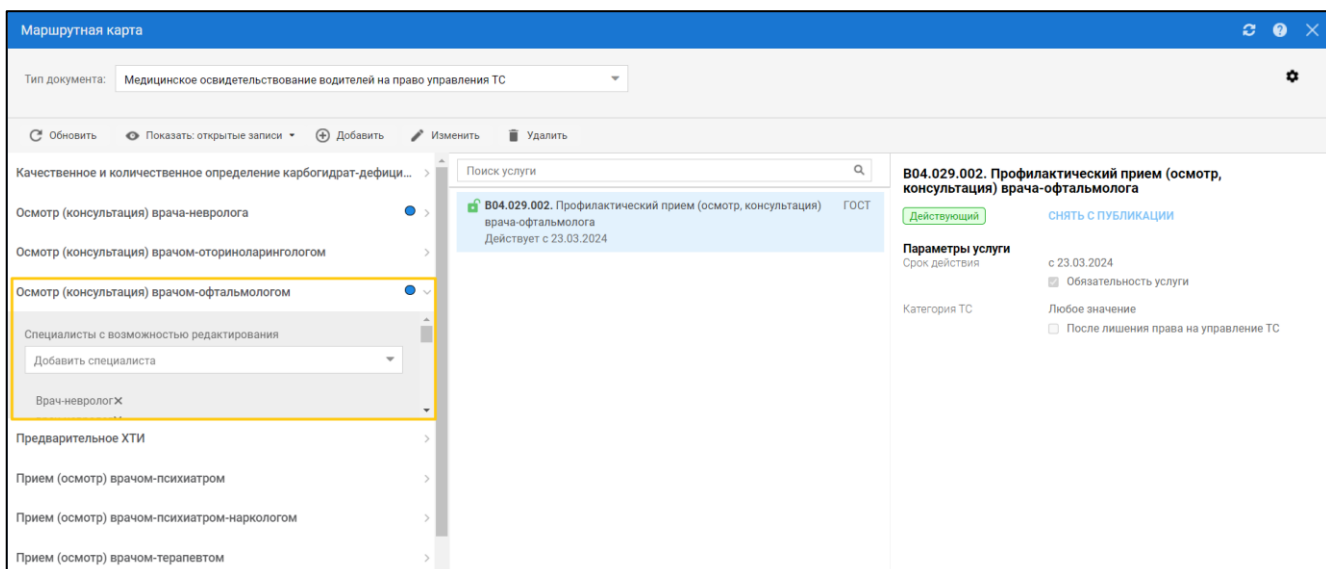 Маршрутная карта
Тип документа: Медицинское освидетельствование водителей на право управления ТС
Обновить Показать: открытые записи Добавить Изменить Удалить
Качественное и количественное определение карбогидрат-дефици...
Осмотр (консультация) врача-невролога
Осмотр (консультация) врачом-оториноларингологом
Осмотр (консультация) врачом-офтальмологом
Специалисты с возможностью редактирования
Добавить специалиста
Врач-невролог
Предварительное ХТИ
Прием (осмотр) врачом-психиатром
Прием (осмотр) врачом-психиатром-наркологом
Прием (осмотр) врачом-терапевтом
Поиск услуги
B04.029.002. Профилактический прием (осмотр, консультация) ГОСТ
врача-офтальмолога
Действует с 23.03.2024
B04.029.002. Профилактический прием (осмотр,
консультация) врача-офтальмолога
Действующий СНЯТЬ С ПУБЛИКАЦИИ
Параметры услуги
Срок действия с 23.03.2024
Обязательность услуги
Категория ТС Любое значение
После лишения права на управление ТС